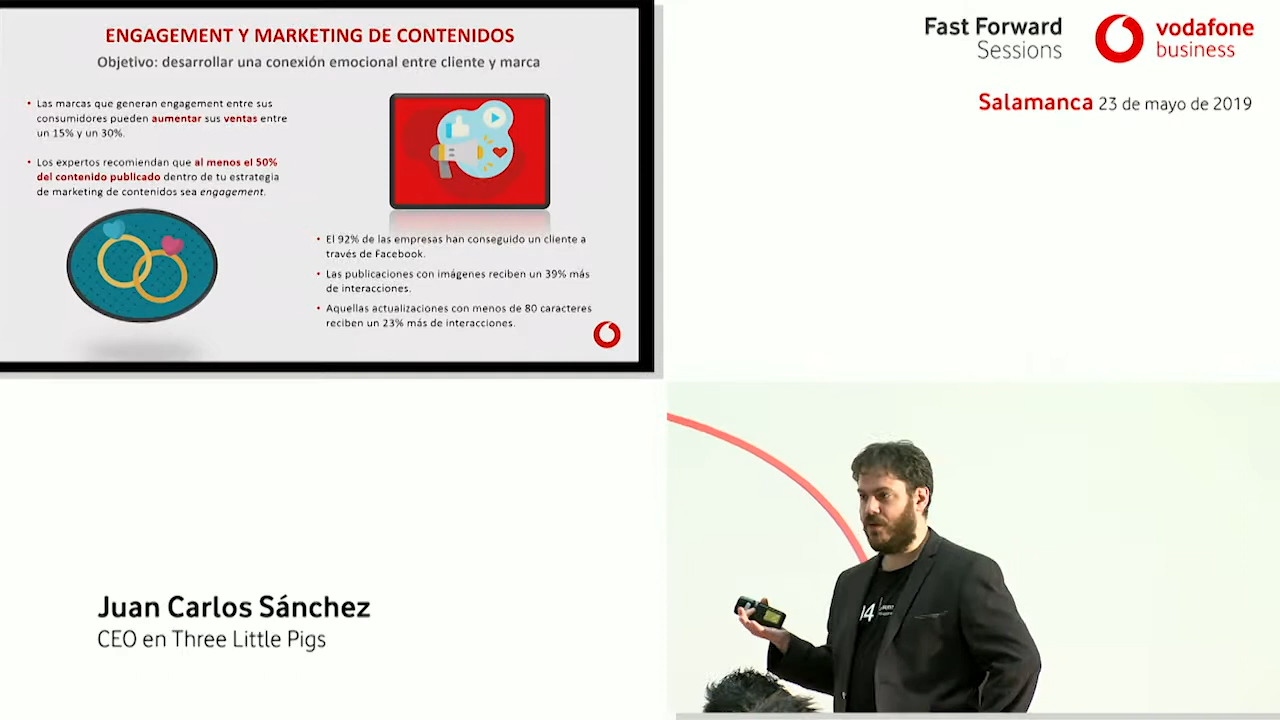 ENGAGEMENT Y MARKETING DE CONTENIDOS
Objetivo: desarrollar una conexión emocional entre cliente y marca
• Las marcas que generan engagement entre sus
consumidores pueden aumentar sus ventas entre
un 15% y un 30%.
• Los expertos recomiendan que al menos el 50%
del contenido publicado dentro de tu estrategia
de marketing de contenidos sea engagement.
• El 92% de las empresas han conseguido un cliente a
través de Facebook.
• Las publicaciones con imágenes reciben un 39% más
de interacciones.
• Aquellas actualizaciones con menos de 80 caracteres
reciben un 23% más de interacciones.
Fast Forward
Sessions
vodafone
business
Salamanca 23 de mayo de 2019
Juan Carlos Sánchez
CEO en Three Little Pigs